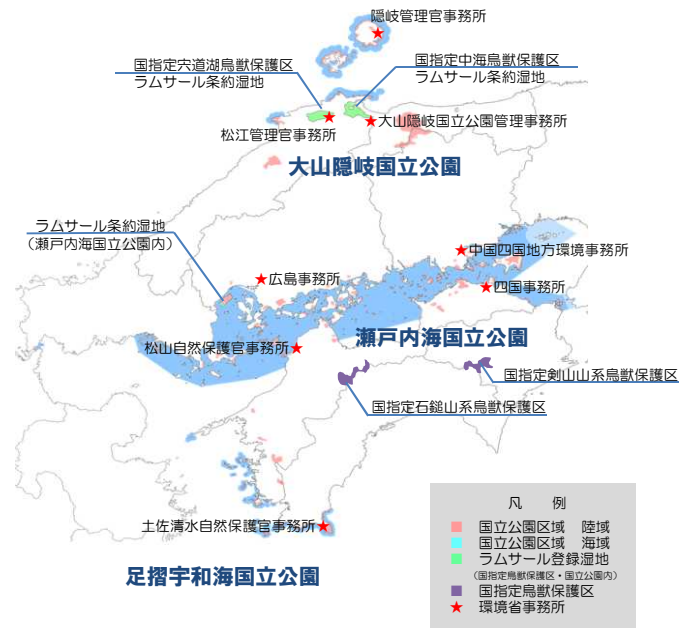 隠岐管理官事務所
国指定宍道湖鳥獣保護区
ラムサール条約湿地
国指定中海鳥獣保護区
ラムサール条約湿地
松江管理官事務所
大山隠岐国立公園管理事務所
大山隠岐国立公園
ラムサール条約湿地
（瀬戸内海国立公園内）
広島事務所
中国四国地方環境事務所
四国事務所
瀬戸内海国立公園
松山自然保護官事務所
国指定剣山山系鳥獣保護区
国指定石鎚山系鳥獣保護区
土佐清水自然保護官事務所
足摺宇和海国立公園
凡 例
国立公園区域 陸域
国立公園区域 海域
ラムサール登録湿地
（国指定鳥獣保護区・国立公園内）
国指定鳥獣保護区
環境省事務所